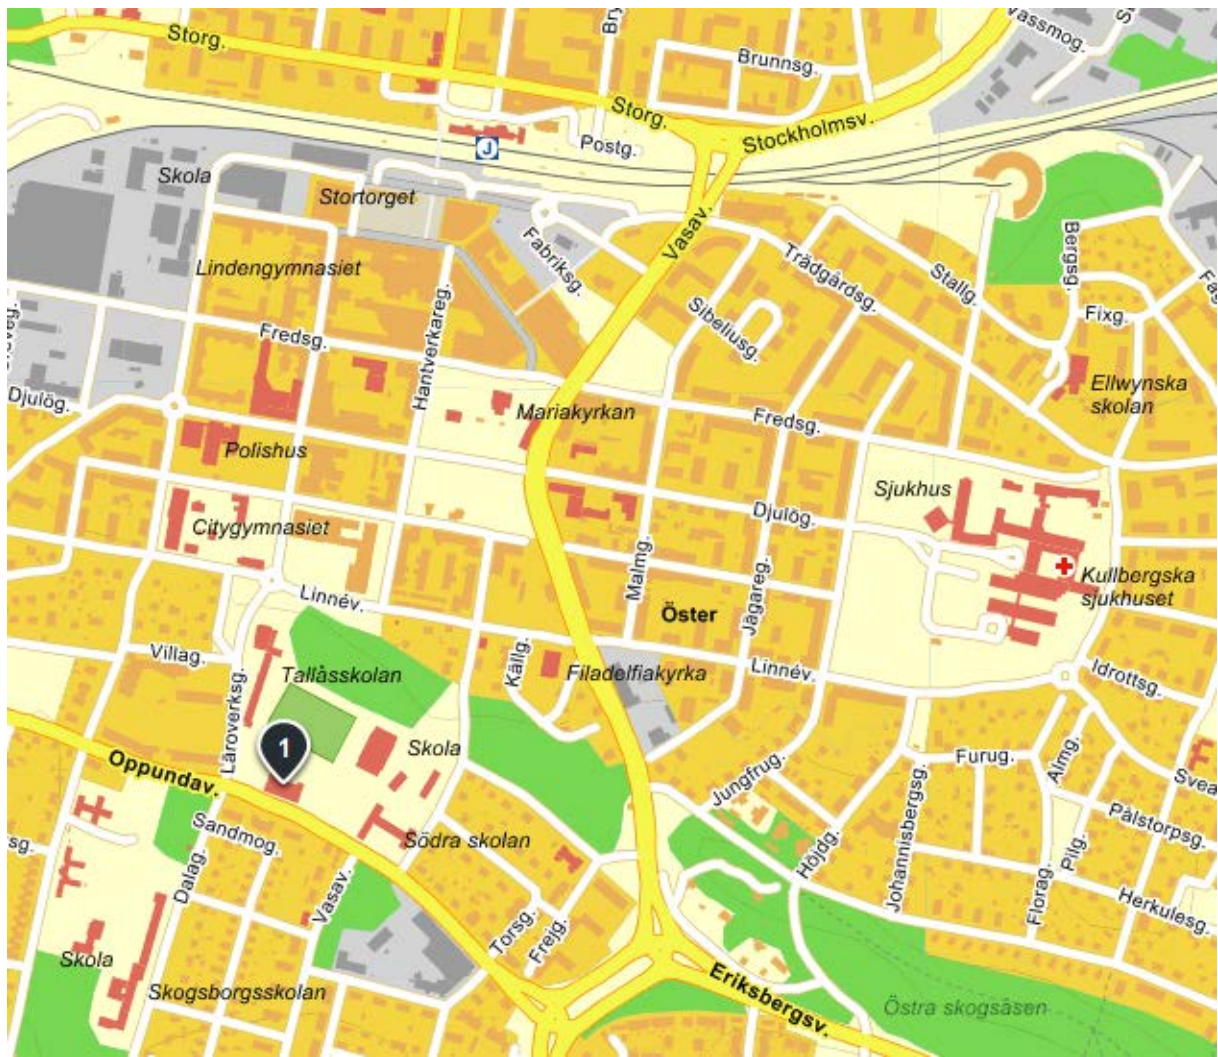 Storg.
Vassmog.
Brunnsg.
Storg.
Stockholmsv.
Postg.
J
Skola
Stortorget
Vasav.
Fabriksg.
Bergsg.
Trädgårdsg.
Stallg.
Lindengymnasiet
Sibeliusg.
Fixg.
Fredsg.
Hantverkareg.
Djulög.
Mariakyrkan
Fredsg.
Ellwynska
skolan
Polishus
Sjukhus
Djulög.
Citygymnasiet
Malmg.
Jägareg.
Kullbergska
sjukhuset
Linnév.
Öster
Villag.
Källg.
Filadelfiakyrka
Linnév.
Idrottsg.
Tallåsskolan
Läroverksg.
1
Skola
Oppundav.
Jungfrug.
Johannisbergsg.
Furug.
Almg.
Svea
Sandmog.
Södra skolan
Höjdg.
Pålstorpsg.
Pilg.
Dalag.
Vasav.
Florag.
Herkulesg.
Torsg.
Frejg.
Skola
Skogsborgsskolan
Eriksbergsv.
Östra skogsåsen